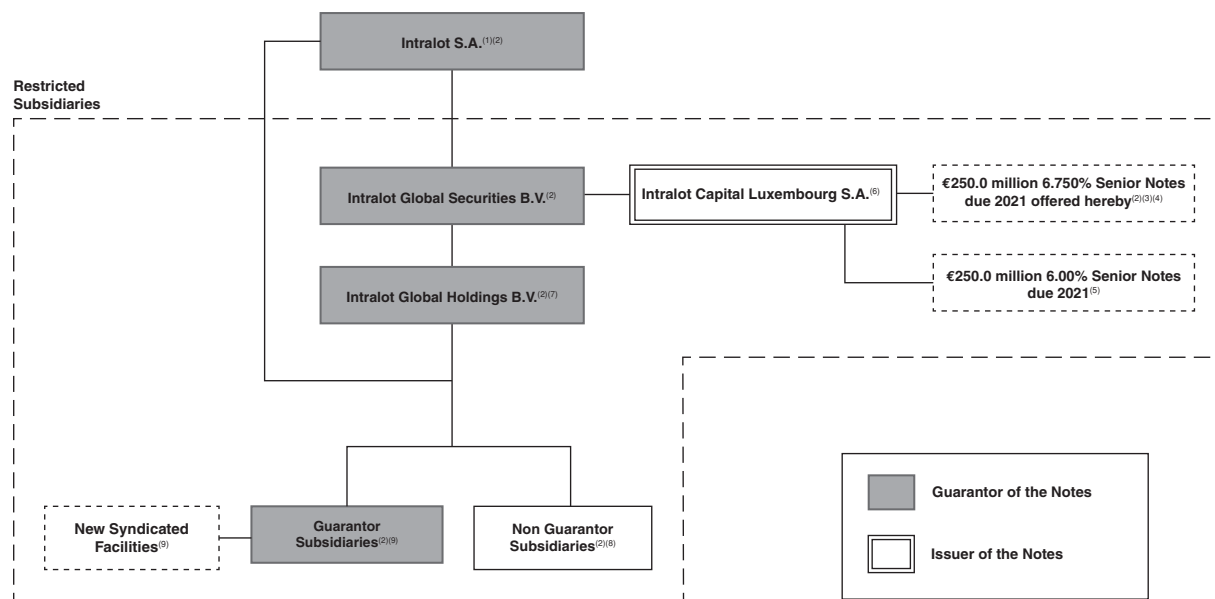 Intralot S.A.(1)(2)
Restricted
Subsidiaries
Intralot Global Securities B.V.(2)
Intralot Capital Luxembourg S.A.(6)
€250.0 million 6.750% Senior Notes
due 2021 offered hereby(2)(3)(4)
€250.0 million 6.00% Senior Notes
due 2021(5)
Intralot Global Holdings B.V.(2)(7)
New Syndicated
Facilities(9)
Guarantor
Subsidiaries(2)(9)
Non Guarantor
Subsidiaries(2)(8)
Guarantor of the Notes
Issuer of the Notes